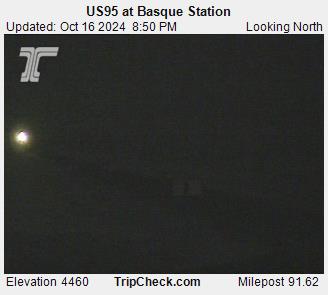 US95 at Basque Station
Updated: Oct 16 2024 8:50 PM Looking North
Elevation 4460 TripCheck.com Milepost 91.62